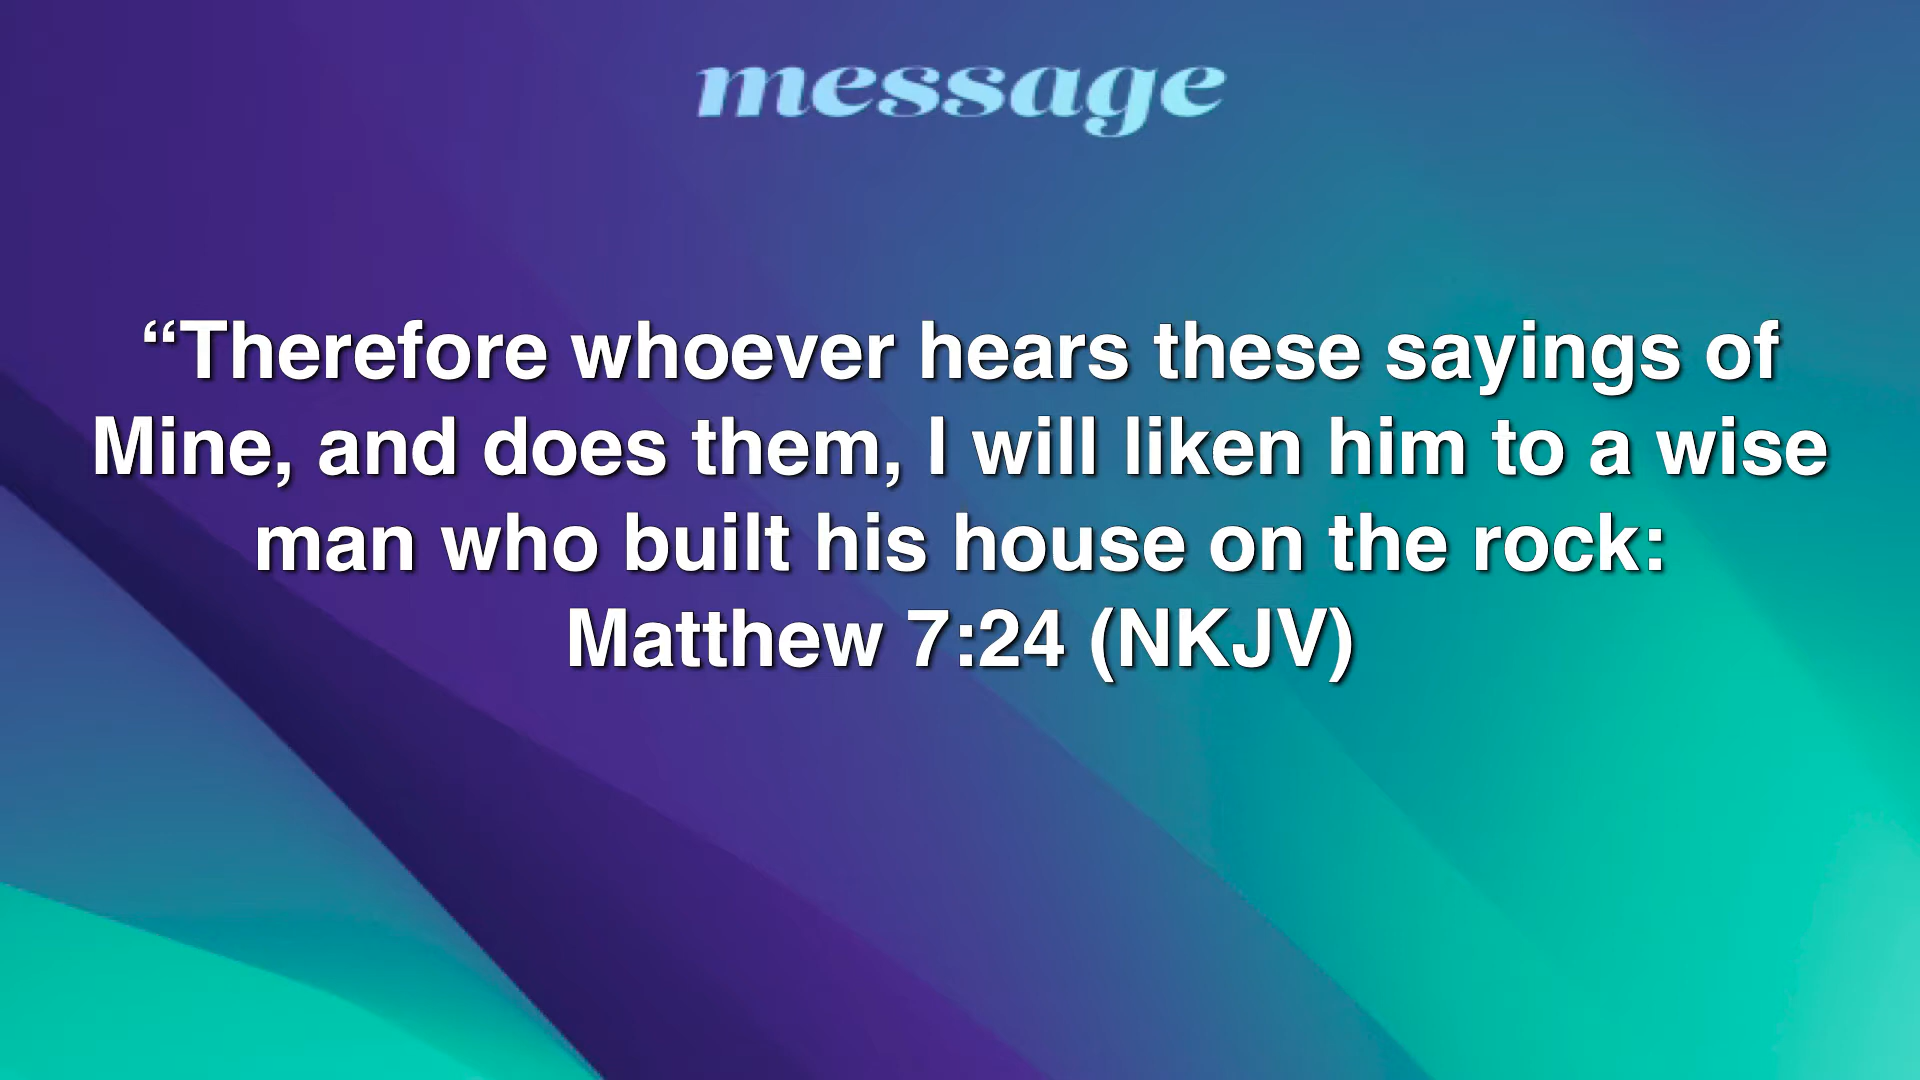 message
“Therefore whoever hears these sayings of
Mine, and does them, I will liken him to a wise
man who built his house on the rock:
Matthew 7:24 (NKJV)